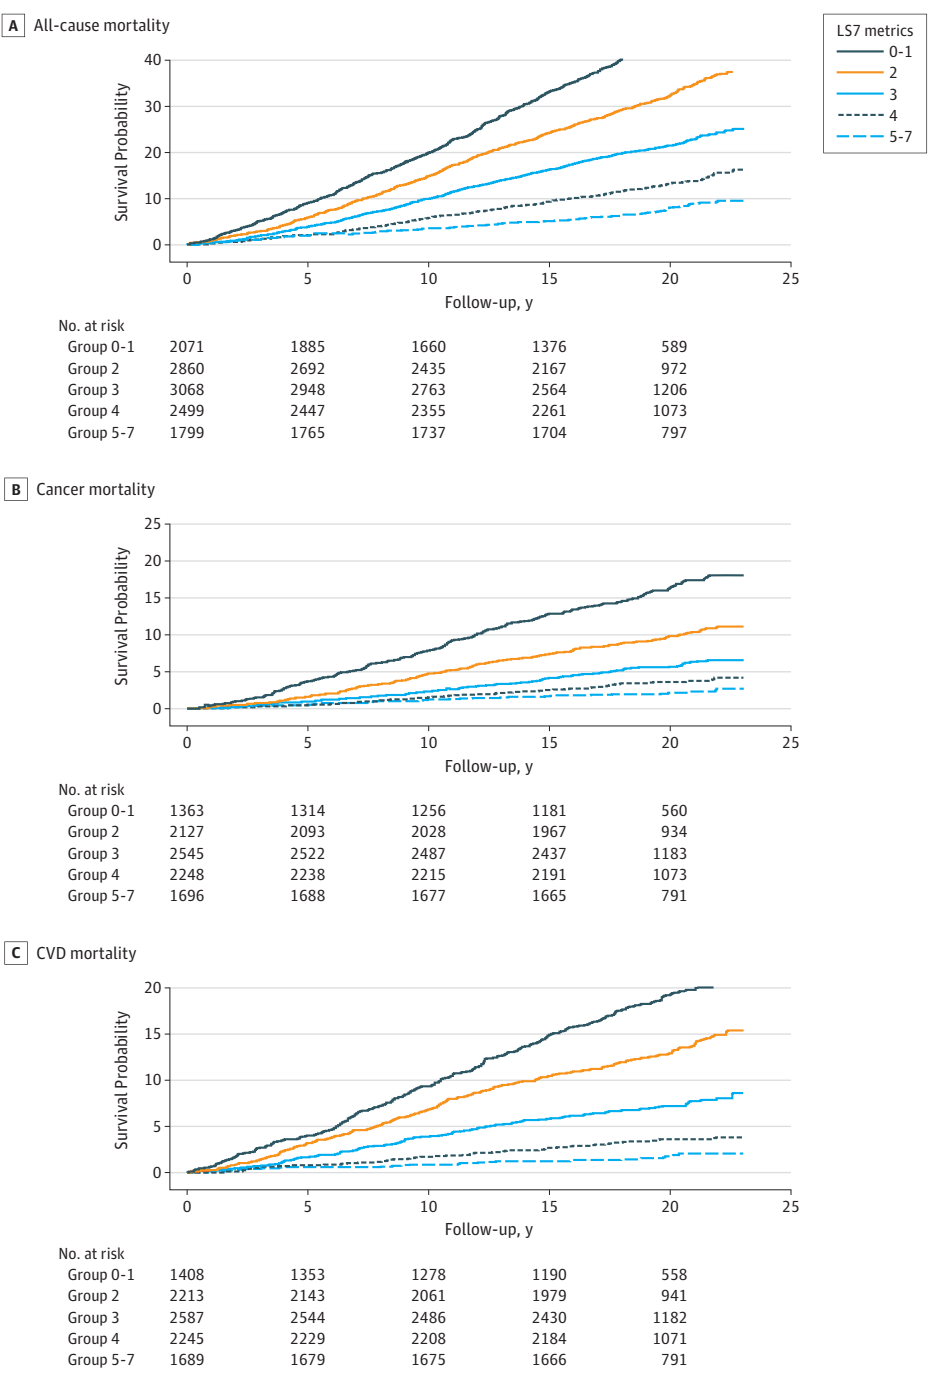 A All-cause mortality
LS7 metrics
0-1
2
3
4
5-7
Survival Probability
40
30
20
10
0
0 5 10 15 20 25
Follow-up, y
No. at risk
Group 0-1 2071 1885 1660 1376 589
Group 2 2860 2692 2435 2167 972
Group 3 3068 2948 2763 2564 1206
Group 4 2499 2447 2355 2261 1073
Group 5-7 1799 1765 1737 1704 797
B Cancer mortality
Survival Probability
25
20
15
10
5
0
0 5 10 15 20 25
Follow-up, y
No. at risk
Group 0-1 1363 1314 1256 1181 560
Group 2 2127 2093 2028 1967 934
Group 3 2545 2522 2487 2437 1183
Group 4 2248 2238 2215 2191 1073
Group 5-7 1696 1688 1677 1665 791
C CVD mortality
Survival Probability
20
15
10
5
0
0 5 10 15 20 25
Follow-up, y
No. at risk
Group 0-1 1408 1353 1278 1190 558
Group 2 2213 2143 2061 1979 941
Group 3 2587 2544 2486 2430 1182
Group 4 2245 2229 2208 2184 1071
Group 5-7 1689 1679 1675 1666 791